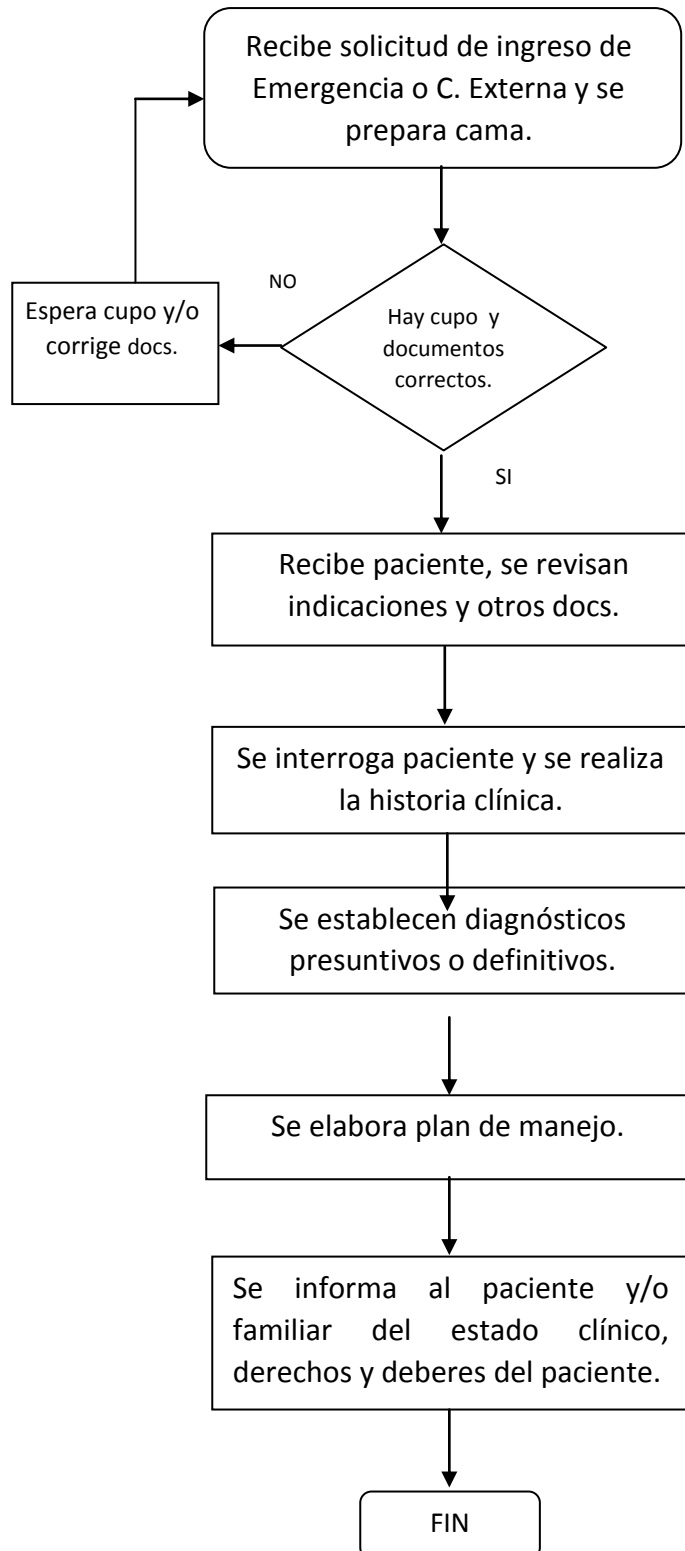 Recibe solicitud de ingreso de
Emergencia o C. Externa y se
prepara cama.
NO
Espera cupo y/o
corrige docs.
Hay cupo y
documentos
correctos.
SI
Recibe paciente, se revisan
indicaciones y otros docs.
Se interroga paciente y se realiza
la historia clínica.
Se establecen diagnósticos
presuntivos o definitivos.
Se elabora plan de manejo.
Se informa al paciente y/o
familiar del estado clínico,
derechos y deberes del paciente.
FIN